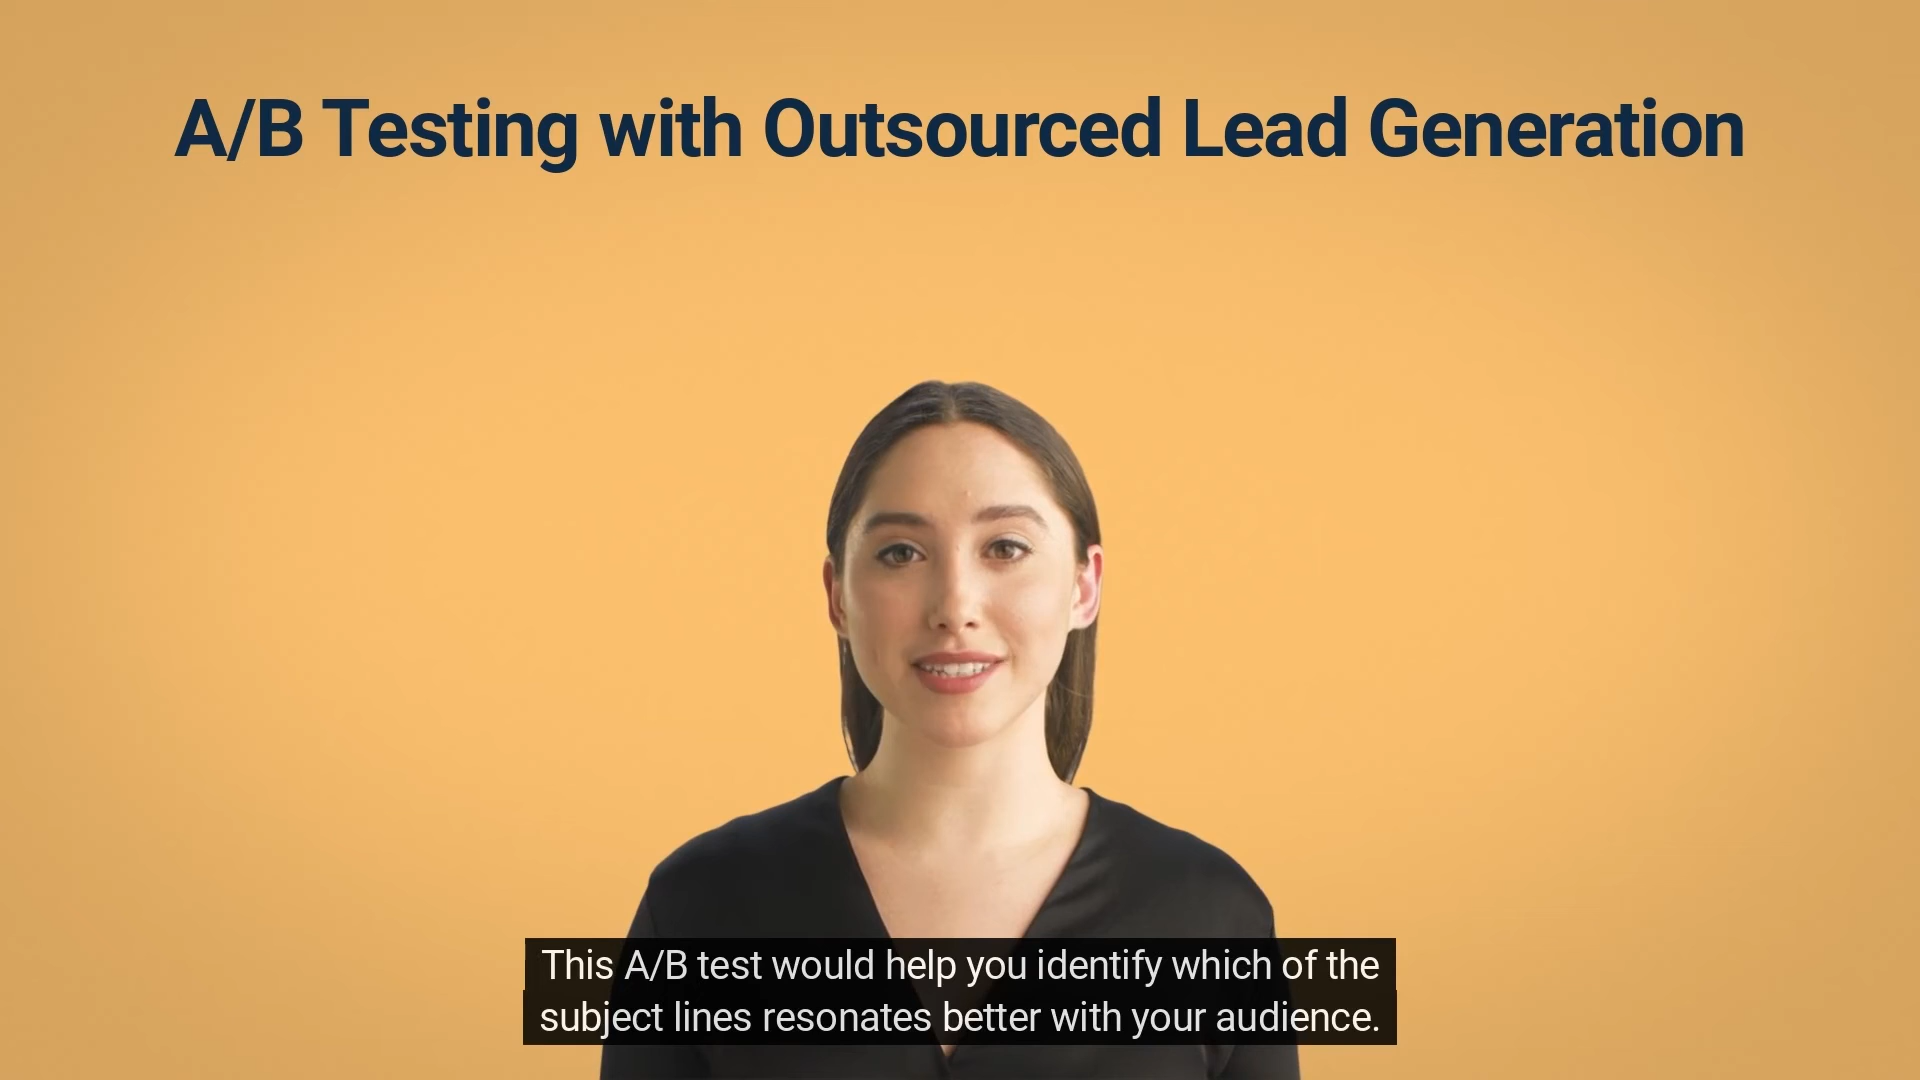 A/B Testing with Outsourced Lead Generation
This A/B test would help you identify which of the
subject lines resonates better with your audience.